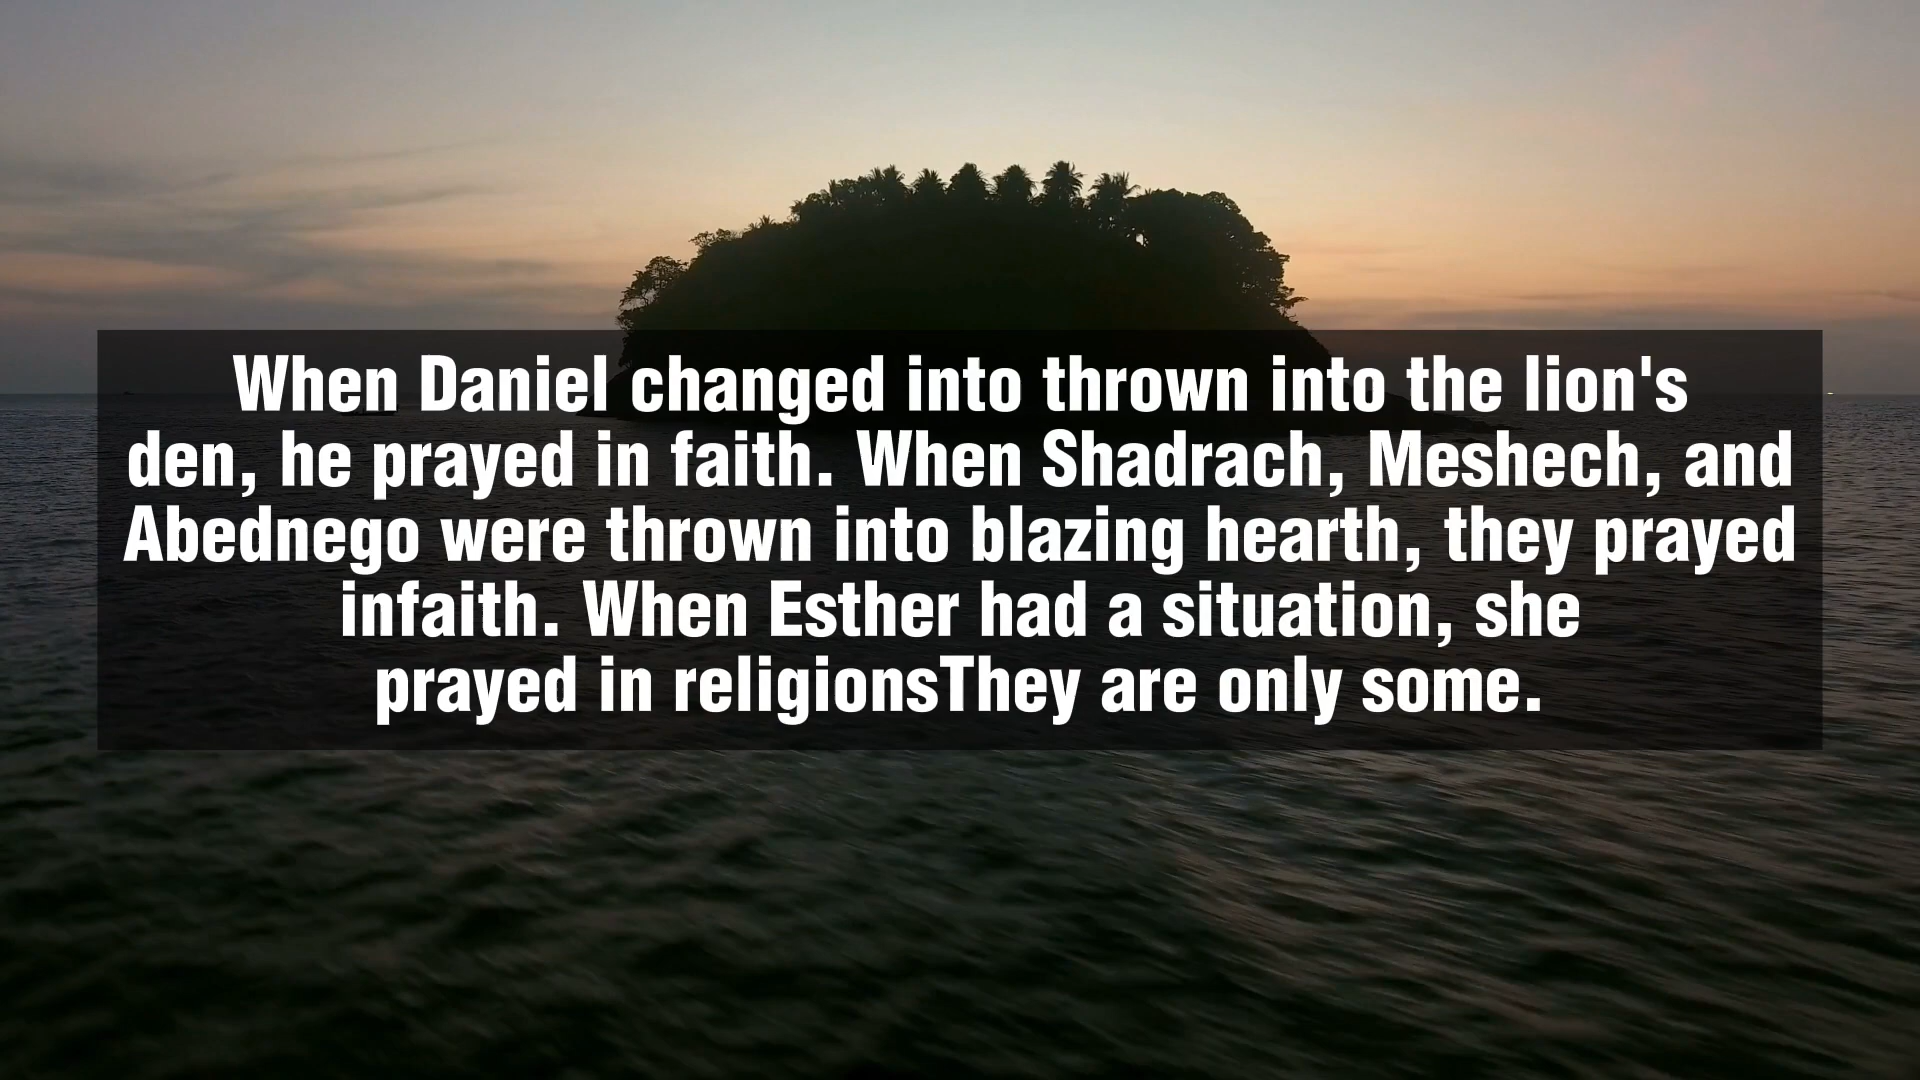 When Daniel changed into thrown into the lion's
den, he prayed in faith. When Shadrach, Meshech, and
Abednego were thrown into blazing hearth, they prayed
infaith. When Esther had a situation, she
prayed in religionsThey are only some.